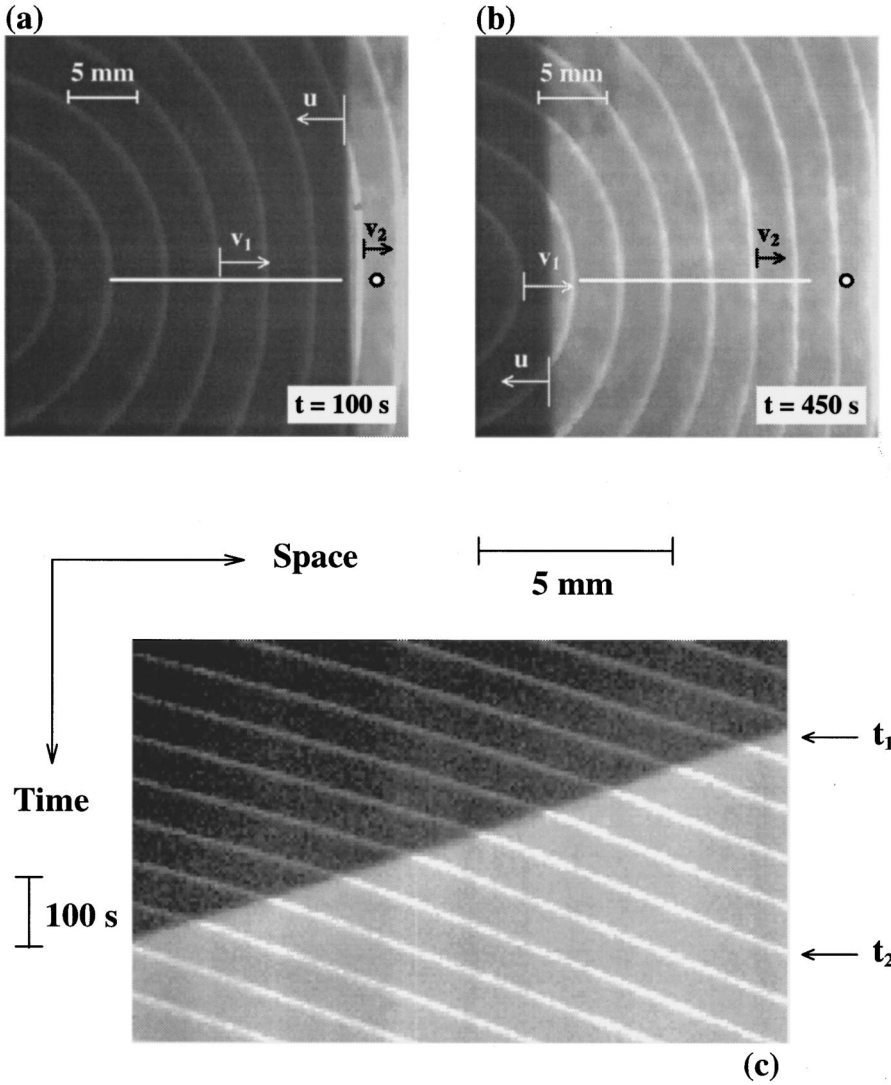 (a)
5 mm
u
v₁
v₂
t = 100 s
(b)
5 mm
v₂
v₁
u
t = 450 s
Space
5 mm
t₁
Time
100 s
t₂
(c)